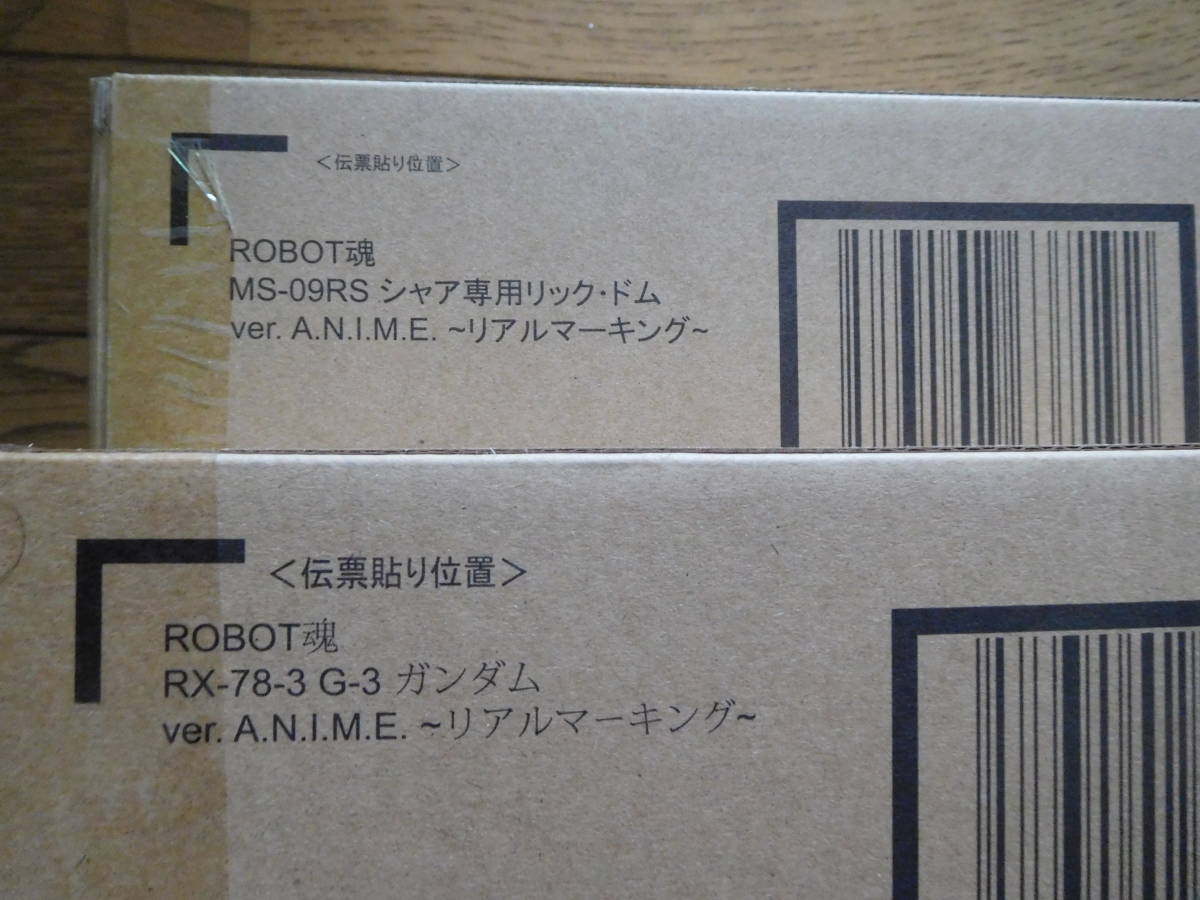 ＜伝票貼り位置＞
ROBOT魂
MS-09RS シャア専用リック・ドム
ver. A.N.I.M.E. ~リアルマーキング~
＜伝票貼り位置＞
ROBOT魂
RX-78-3 G-3 ガンダム
ver. A.N.I.M.E. ~リアルマーキング~